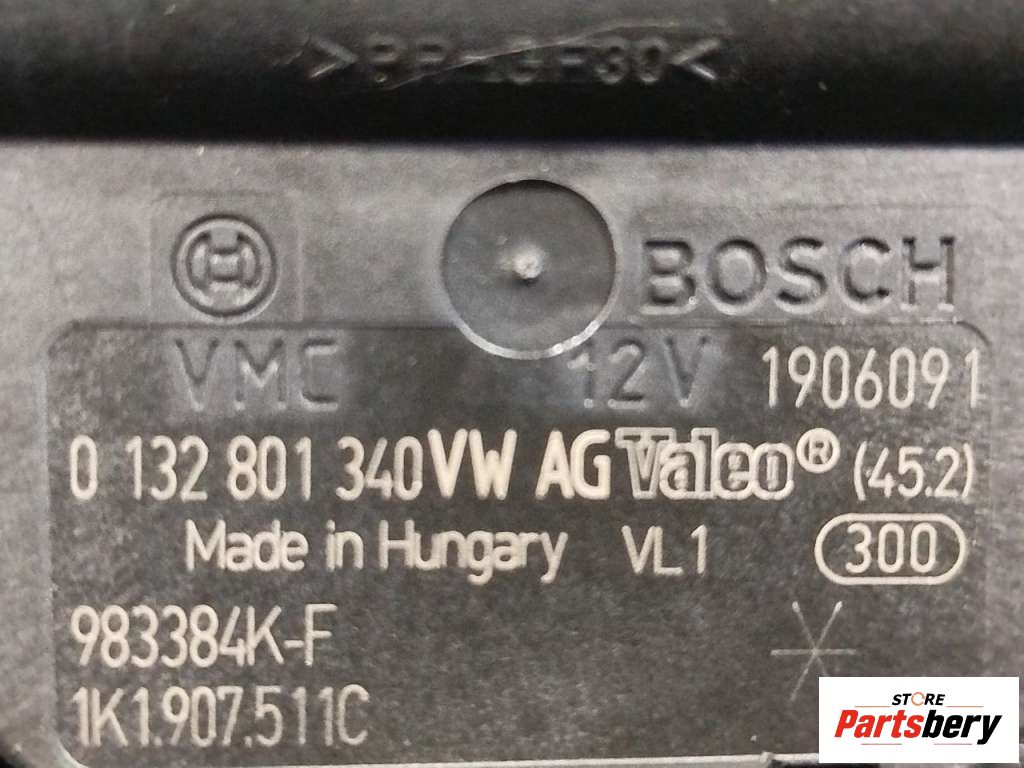 >PP-GF30<
BOSCH
VMC 12V 1906091
0 132 801 340 VW AG Valeo® (45.2)
Made in Hungary VL1 300
983384K-F
1K1.907.511C
STORE
Partsbery